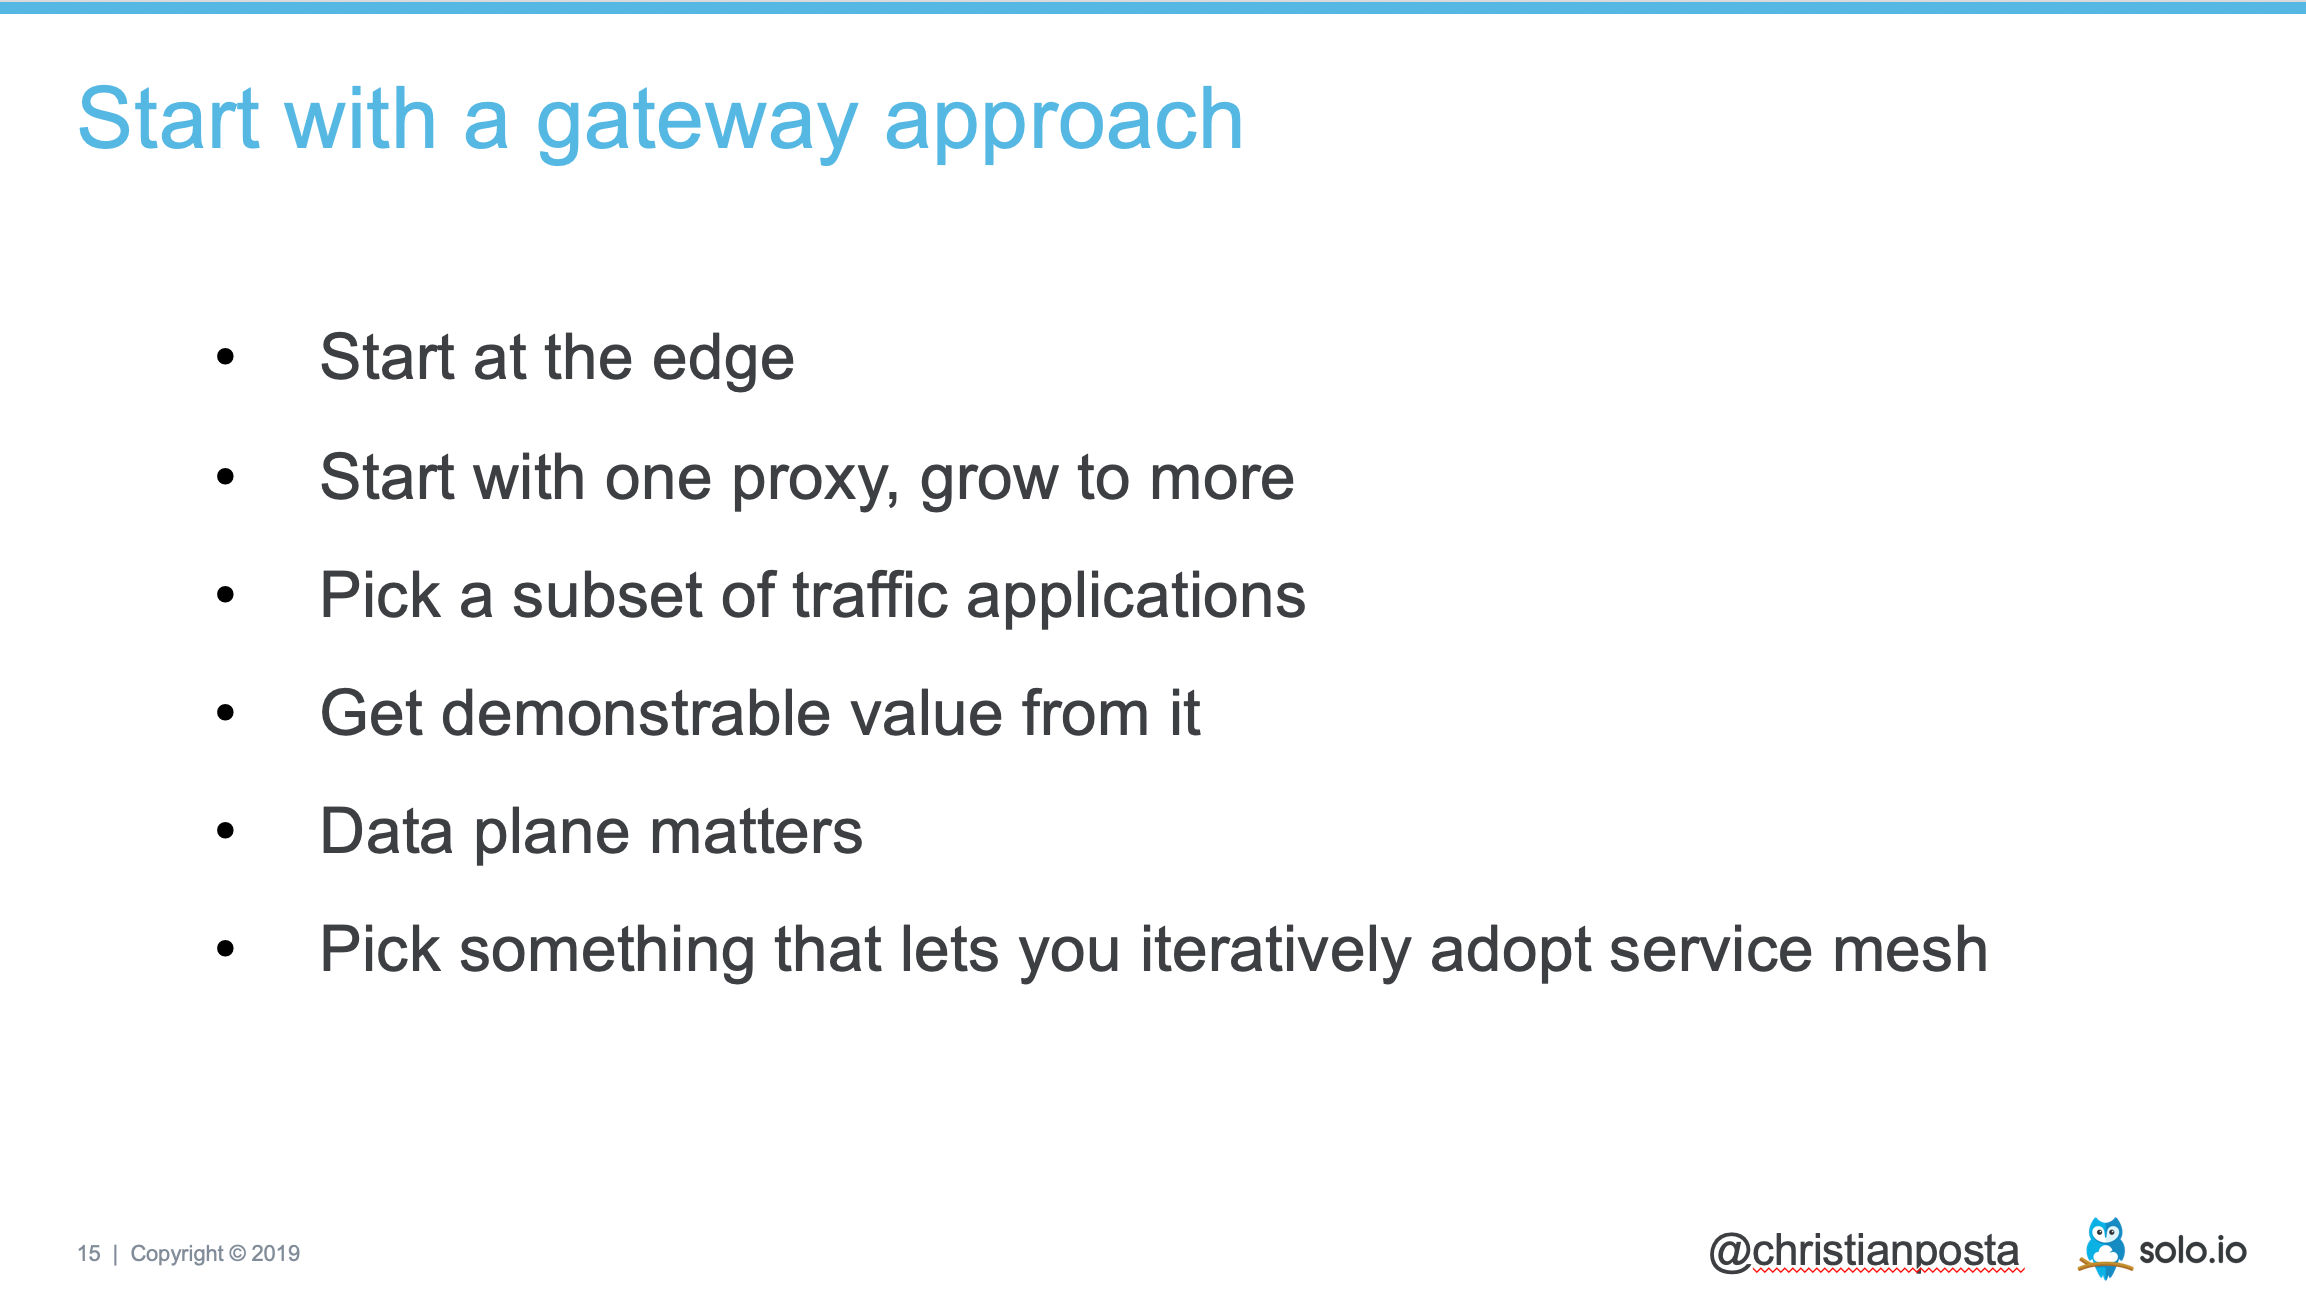 Start with a gateway approach
• Start at the edge
• Start with one proxy, grow to more
• Pick a subset of traffic applications
• Get demonstrable value from it
• Data plane matters
• Pick something that lets you iteratively adopt service mesh
15 | Copyright © 2019
@christianposta
solo.io